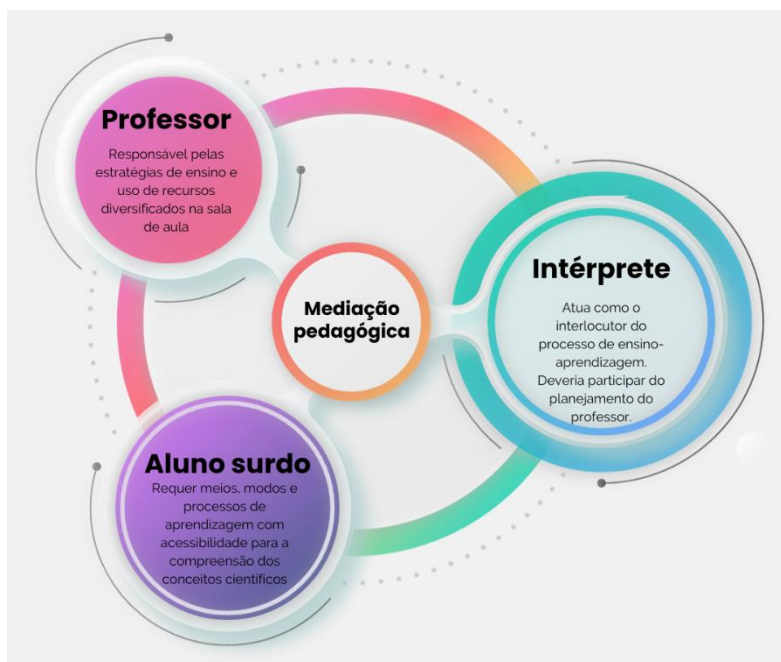 Professor
Responsável pelas
estratégias de ensino e
uso de recursos
diversificados na sala
de aula
Mediação
pedagógica
Intérprete
Atua como o
interlocutor do
processo de ensino-
aprendizagem.
Deveria participar do
planejamento do
professor.
Aluno surdo
Requer meios, modos e
processos de
aprendizagem com
acessibilidade para a
compreensão dos
conceitos científicos